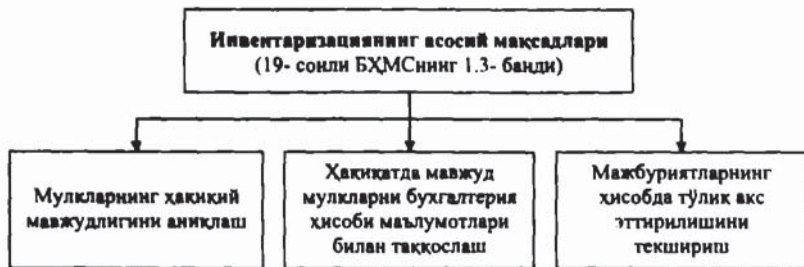 Инвентаризациянинг асосий мақсадлари
(19- сонли БҲМСнинг 1.3- банди)
Мулкларнинг ҳақиқий
мавжудлигини аниқлаш
Ҳақиқатда мавжуд
мулкларни бухгалтерия
ҳисоби маълумотлари
билан таққослаш
Мажбуриятларнинг
ҳисобда тўлиқ акс
эттирилишини
текшириш